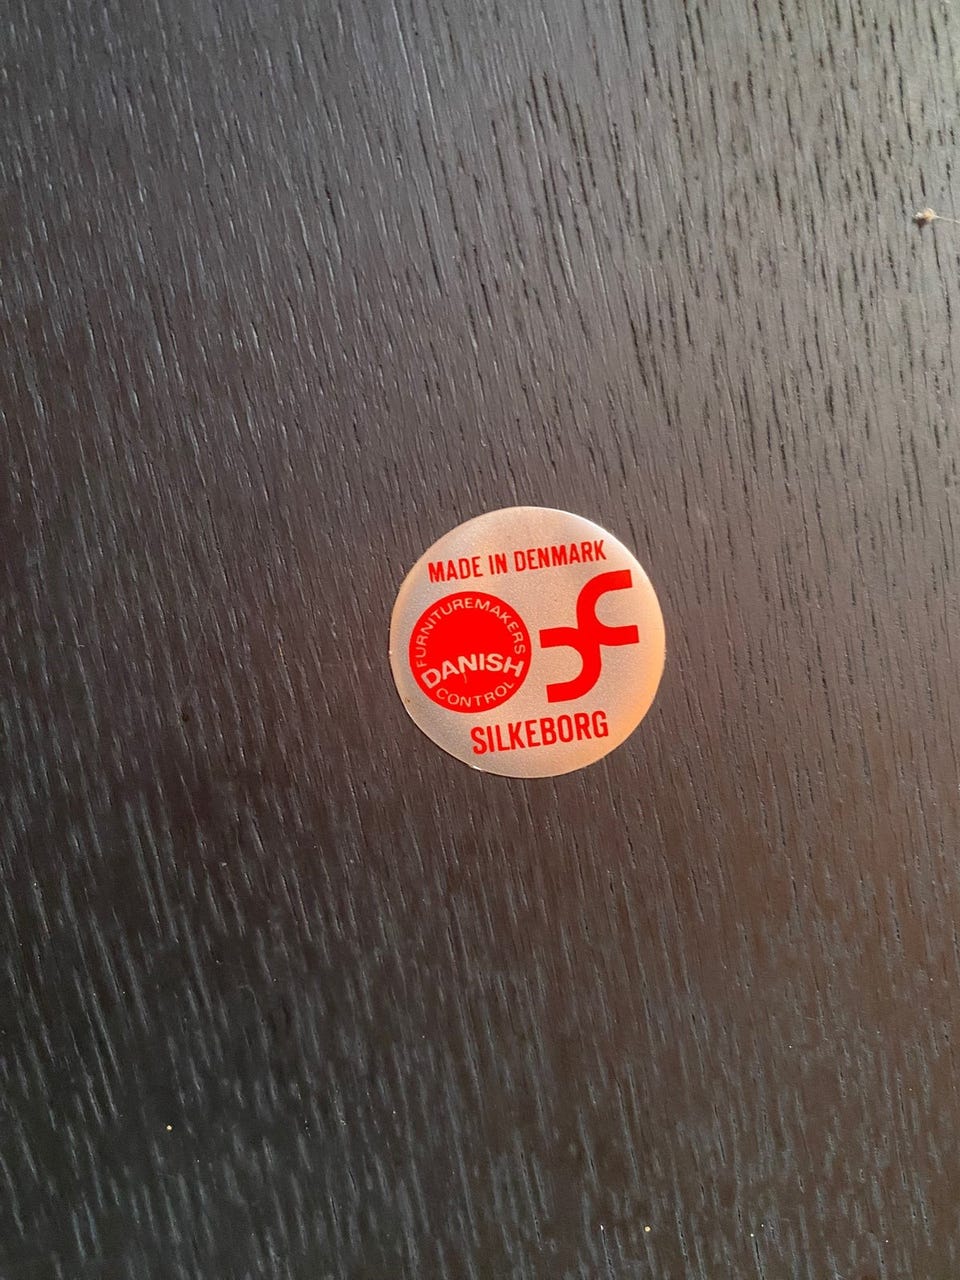 MADE IN DENMARK
FURNITUREMAKERS
DANISH
CONTROL
SILKEBORG